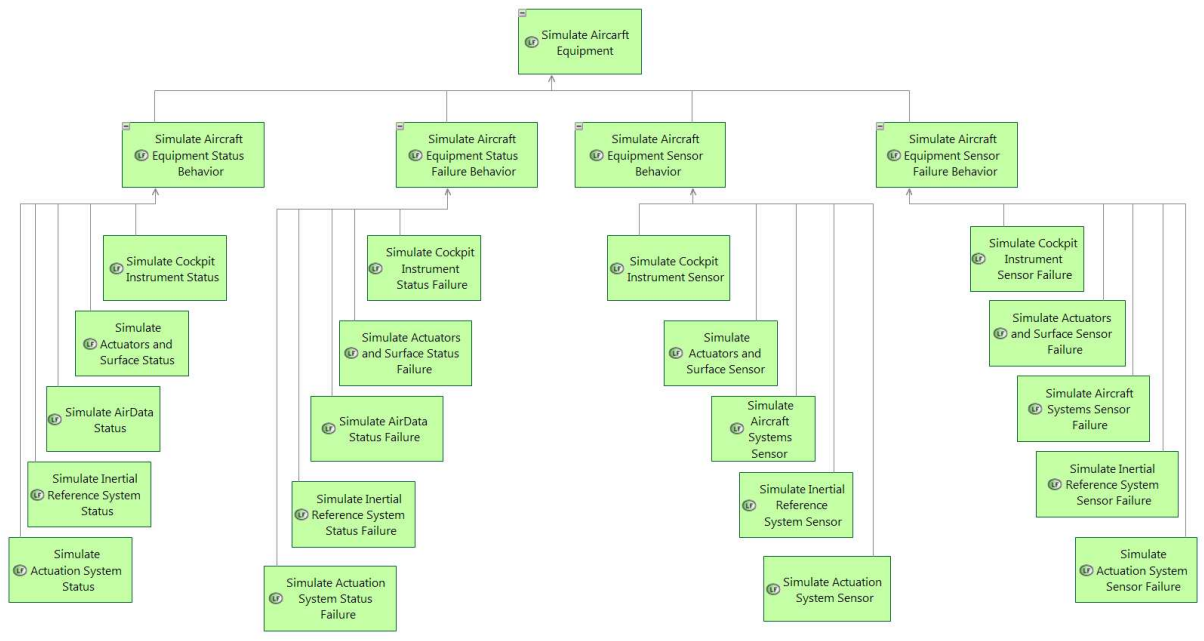 Simulate Aircarft
Equipment
Simulate Aircraft
Equipment Status
Behavior
Simulate Aircraft
Equipment Status
Failure Behavior
Simulate Aircraft
Equipment Sensor
Behavior
Simulate Aircraft
Equipment Sensor
Failure Behavior
Simulate Cockpit
Instrument Status
Simulate
Actuators and
Surface Status
Simulate AirData
Status
Simulate Inertial
Reference System
Status
Simulate
Actuation System
Status
Simulate Cockpit
Instrument
Status Failure
Simulate Actuators
and Surface Status
Failure
Simulate AirData
Status Failure
Simulate Inertial
Reference System
Status Failure
Simulate Actuation
System Status
Failure
Simulate Cockpit
Instrument Sensor
Simulate
Actuators and
Surface Sensor
Simulate
Aircraft
Systems
Sensor
Simulate Inertial
Reference
System Sensor
Simulate Actuation
System Sensor
Simulate Cockpit
Instrument
Sensor Failure
Simulate Actuators
and Surface Sensor
Failure
Simulate Aircraft
Systems Sensor
Failure
Simulate Inertial
Reference System
Sensor Failure
Simulate
Actuation System
Sensor Failure